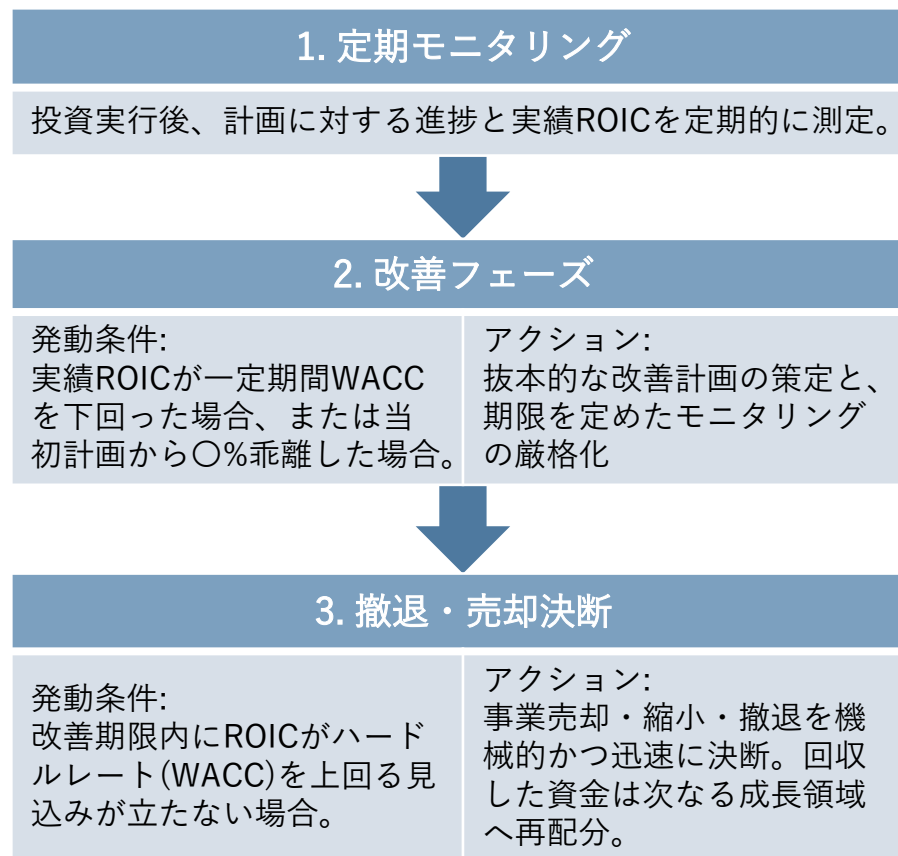 1. 定期モニタリング
投資実行後、計画に対する進捗と実績ROICを定期的に測定。
2. 改善フェーズ
発動条件:
実績ROICが一定期間WACC
を下回った場合、または当
初計画から〇%乖離した場合。
アクション:
抜本的な改善計画の策定と、
期限を定めたモニタリング
の厳格化
3. 撤退・売却決断
発動条件:
改善期限内にROICがハード
ルレート(WACC)を上回る見
込みが立たない場合。
アクション:
事業売却・縮小・撤退を機
械的かつ迅速に決断。回収
した資金は次なる成長領域
へ再配分。